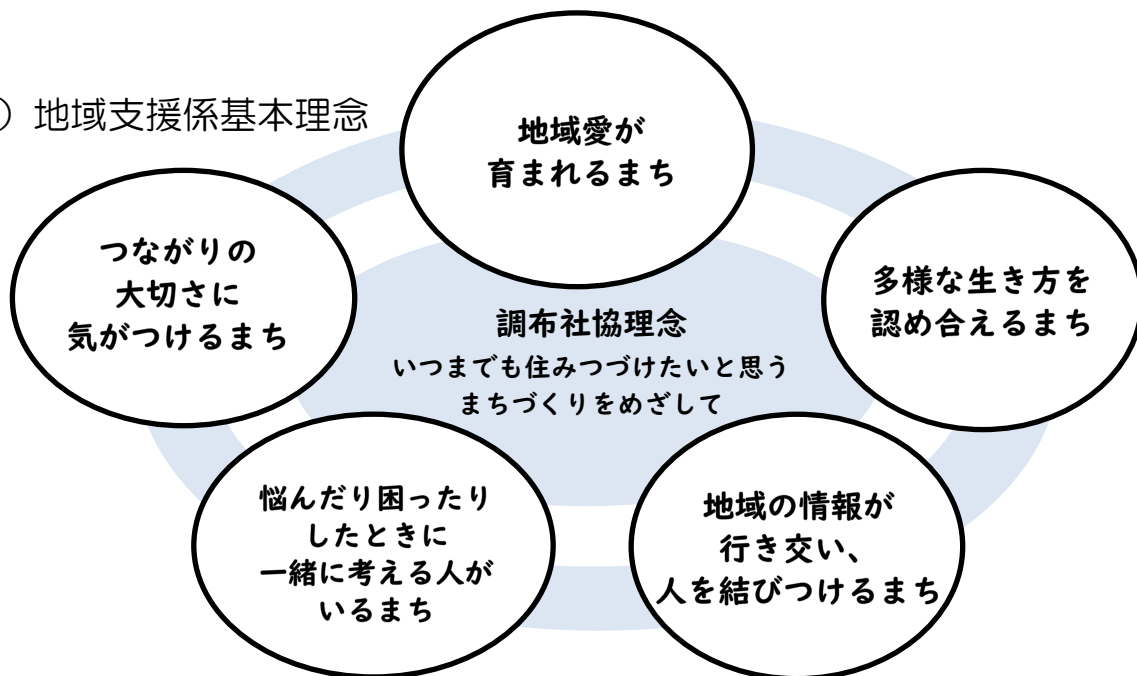 ）地域支援係基本理念
地域愛が
育まれるまち
つながりの
大切さに
気がつけるまち
多様な生き方を
認め合えるまち
調布社協理念
いつまでも住みつづけたいと思う
まちづくりをめざして
悩んだり困ったり
したときに
一緒に考える人が
いるまち
地域の情報が
行き交い、
人を結びつけるまち